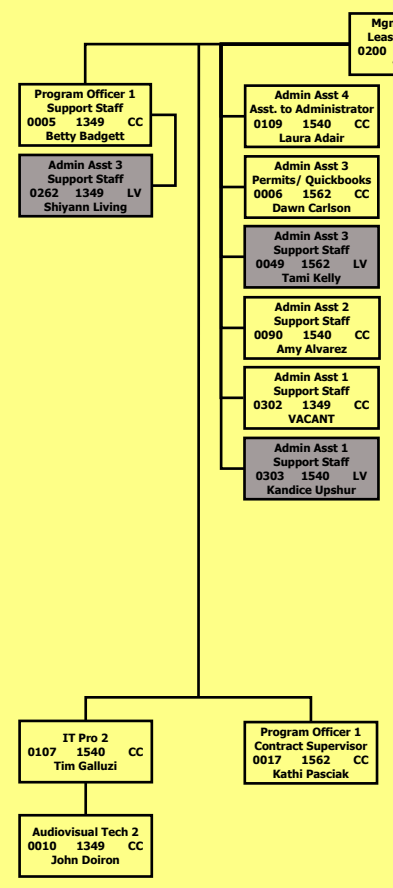 Mgr
Leas
0200
Program Officer 1
Support Staff
0005 1349 CC
Betty Badgett
Admin Asst 3
Support Staff
0262 1349 LV
Shiyann Living
Admin Asst 4
Asst. to Administrator
0109 1540 CC
Laura Adair
Admin Asst 3
Permits/ Quickbooks
0006 1562 CC
Dawn Carlson
Admin Asst 3
Support Staff
0049 1562 LV
Tami Kelly
Admin Asst 2
Support Staff
0090 1540 CC
Amy Alvarez
Admin Asst 1
Support Staff
0302 1349 CC
VACANT
Admin Asst 1
Support Staff
0303 1540 LV
Kandice Upshur
IT Pro 2
0107 1540 CC
Tim Galluzi
Audiovisual Tech 2
0010 1349 CC
John Doiron
Program Officer 1
Contract Supervisor
0017 1562 CC
Kathi Pasciak